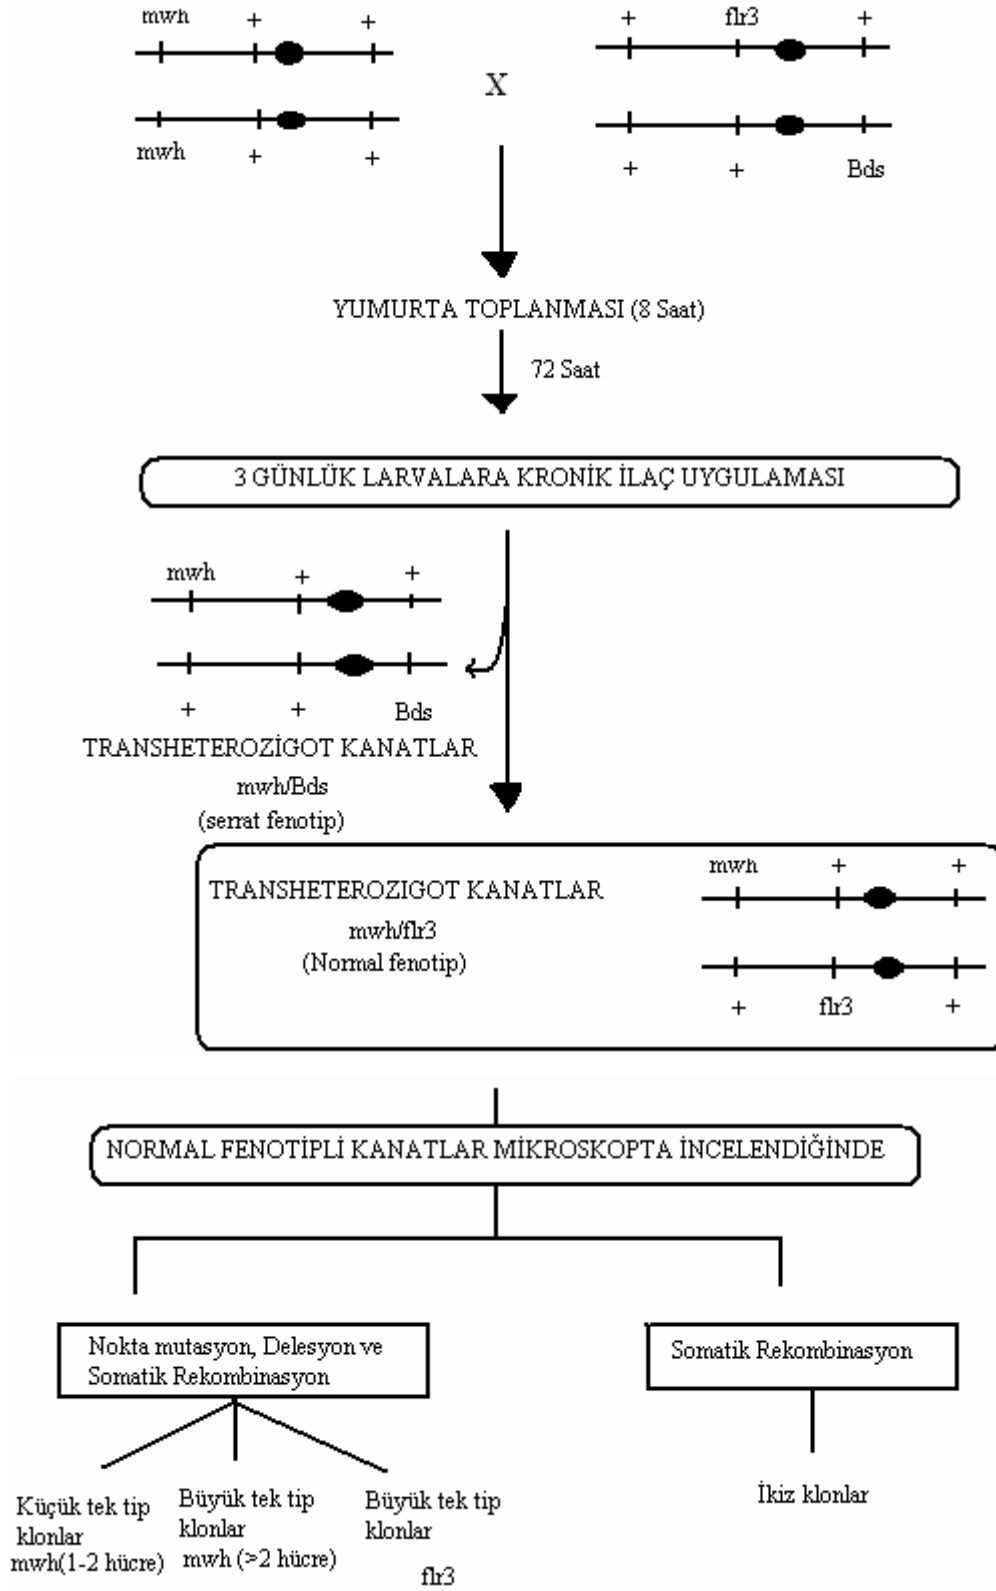 mwh + +
+ flr3 +
X
mwh + +
+ + Bds
YUMURTA TOPLANMASI (8 Saat)
72 Saat
3 GÜNLÜK LARVALARA KRONİK İLAÇ UYGULAMASI
mwh + +
+ + Bds
TRANSHETEROZİGOT KANATLAR
mwh/Bds
(serrat fenotip)
TRANSHETEROZIGOT KANATLAR
mwh/flr3
(Normal fenotip)
mwh + +
+ flr3 +
NORMAL FENOTİPLİ KANATLAR MİKROSKOPTA İNCELENDİĞİNDE
Nokta mutasyon, Delesyon ve
Somatik Rekombinasyon
Somatik Rekombinasyon
Küçük tek tip
klonlar
mwh(1-2 hücre)
Büyük tek tip
klonlar
mwh (>2 hücre)
Büyük tek tip
klonlar
flr3
İkiz klonlar